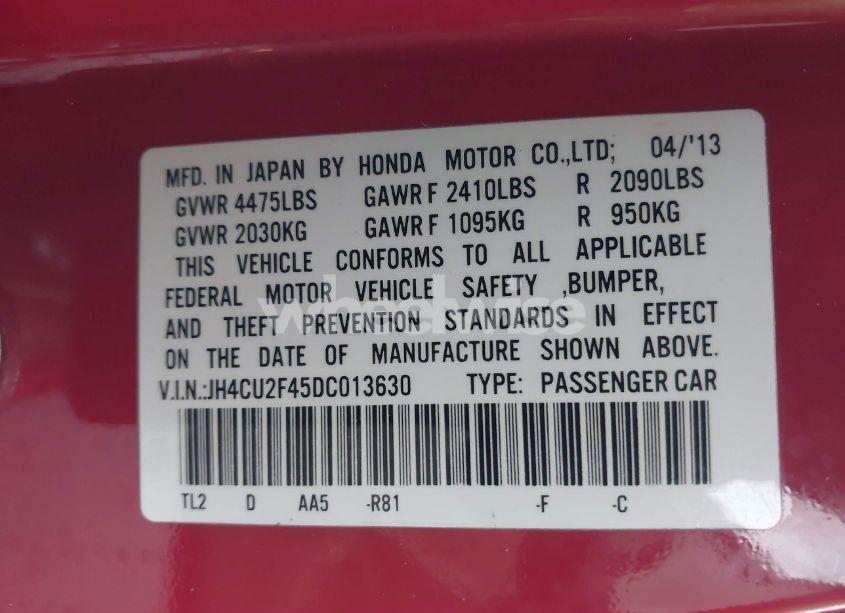 MFD. IN JAPAN BY HONDA MOTOR CO.,LTD; 04/'13
GVWR 4475LBS GAWR F 2410LBS R 2090LBS
GVWR 2030KG GAWR F 1095KG R 950KG
THIS VEHICLE CONFORMS TO ALL APPLICABLE
FEDERAL MOTOR VEHICLE SAFETY ,BUMPER,
AND THEFT PREVENTION STANDARDS IN EFFECT
ON THE DATE OF MANUFACTURE SHOWN ABOVE.
V.I.N.:JH4CU2F45DC013630 TYPE: PASSENGER CAR
TL2 D AA5 -R81 -F -C
wheelwise